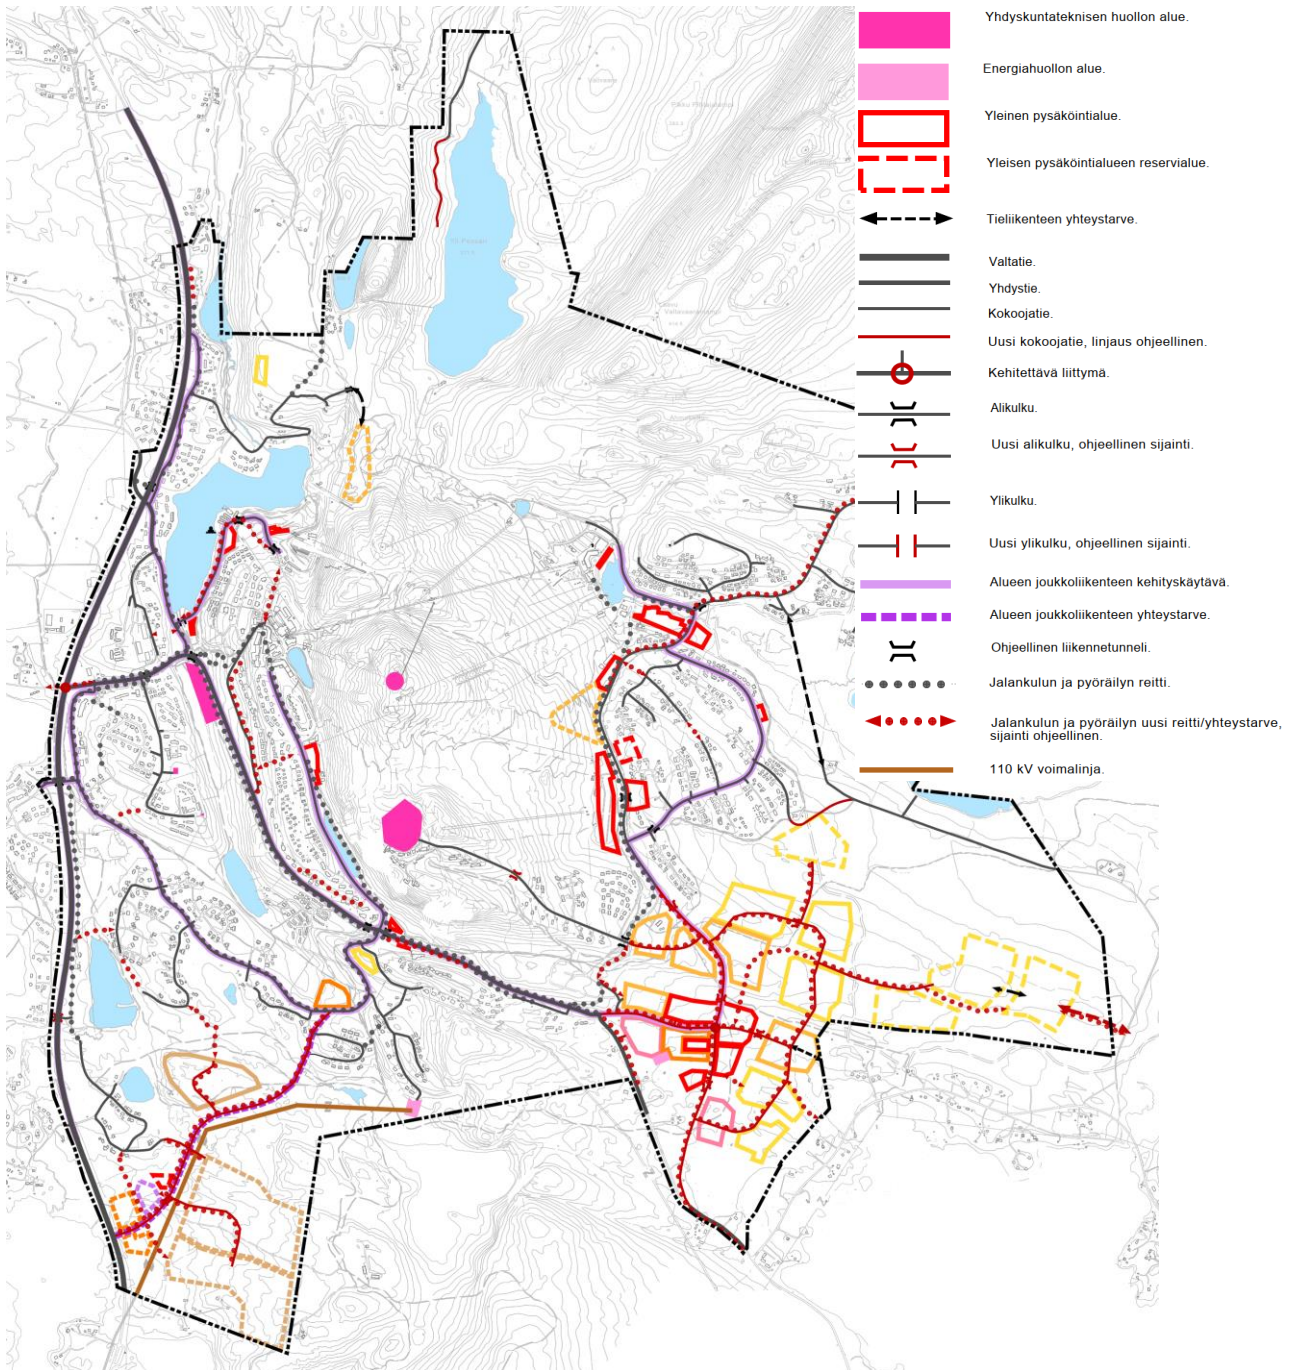 Yhdyskuntateknisen huollon alue.
Energiahuollon alue.
Yleinen pysäköintialue.
Yleisen pysäköintialueen reservialue.
Tieliikenteen yhteystarve.
Valtatie.
Yhdystie.
Kokoojatie.
Uusi kokoojatie, linjaus ohjeellinen.
Kehitettävä liittymä.
Alikulku.
Uusi alikulku, ohjeellinen sijainti.
Ylikulku.
Uusi ylikulku, ohjeellinen sijainti.
Alueen joukkoliikenteen kehityskäytävä.
Alueen joukkoliikenteen yhteystarve.
Ohjeellinen liikennetunneli.
Jalankulun ja pyöräilyn reitti.
Jalankulun ja pyöräilyn uusi reitti/yhteystarve,
sijainti ohjeellinen.
110 kV voimalinja.